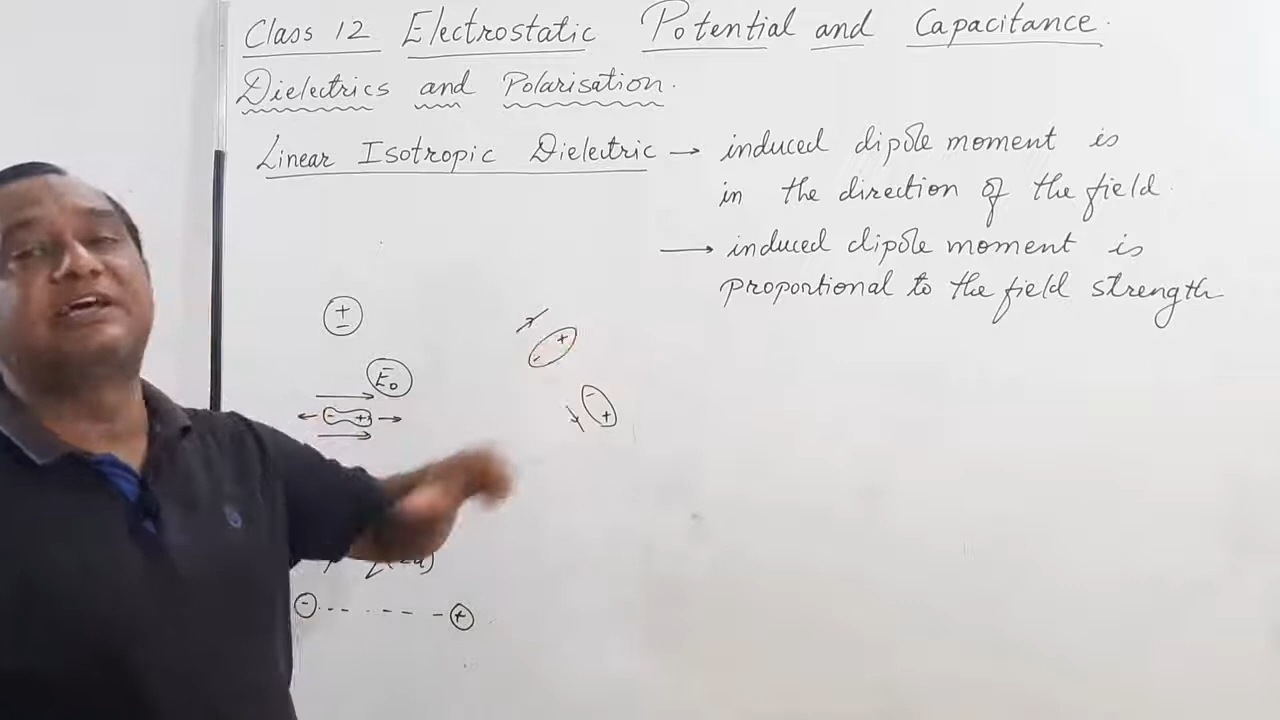 Class 12 Electrostatic Potential and Capacitance.
Dielectrics and Polarisation.
Linear Isotropic Dielectric → induced dipole moment is
in the direction of the field.
→ induced dipole moment is
proportional to the field strength
+
-
E₀
- +
- +
- +
- +